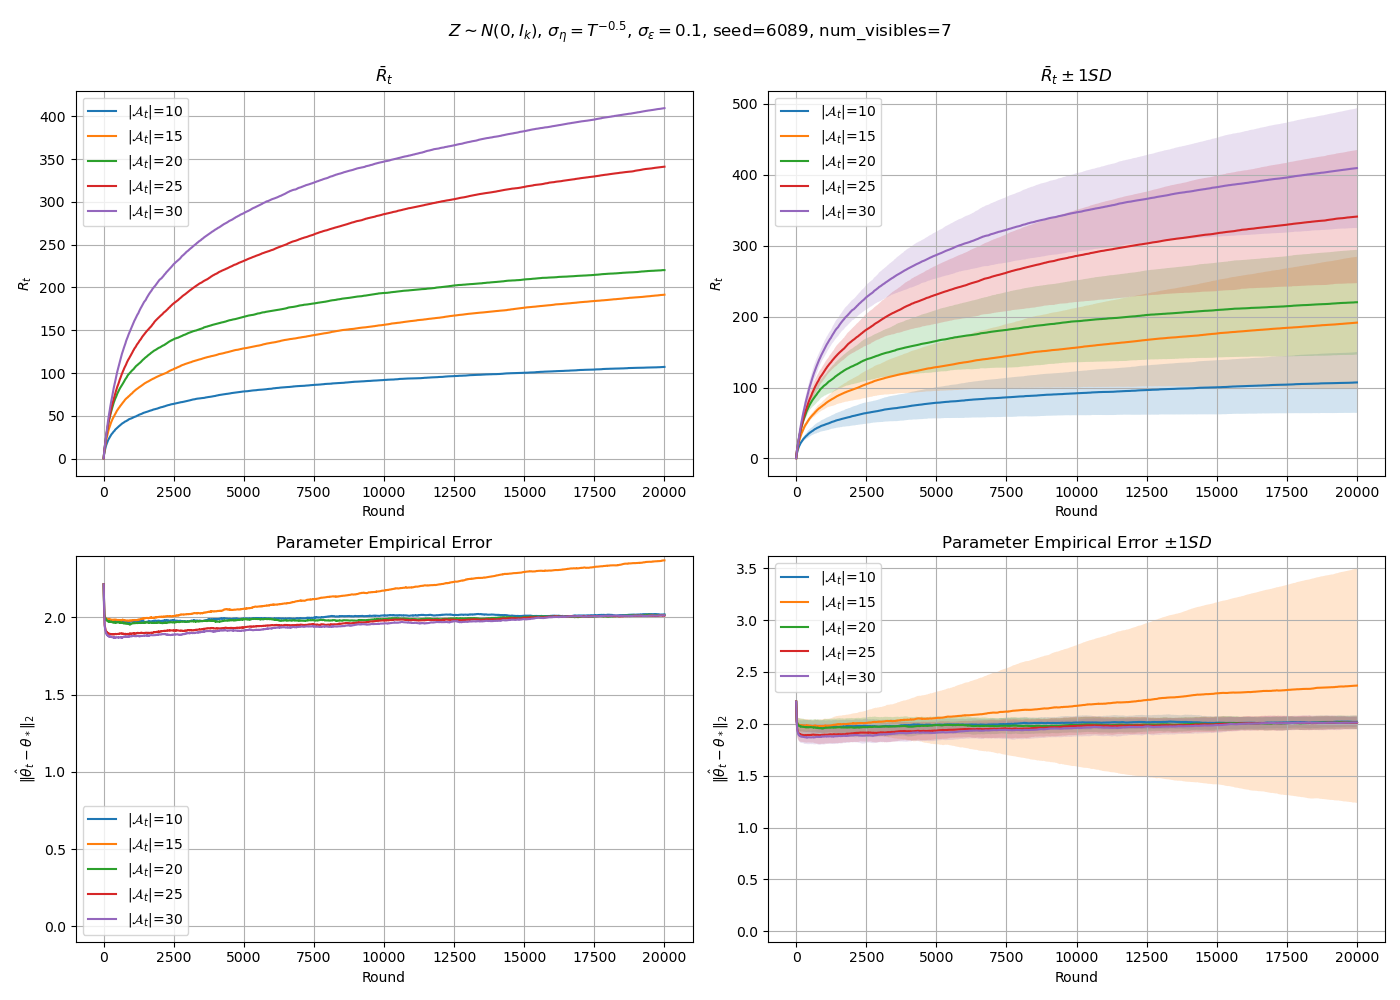 Z ∼ N(0, I_k), σ_η = T^{−0.5}, σ_ε = 0.1, seed=6089, num_visibles=7
R̄_t
R_t
400
350
300
250
200
150
100
50
0
|𝒜_t|=10
|𝒜_t|=15
|𝒜_t|=20
|𝒜_t|=25
|𝒜_t|=30
0 2500 5000 7500 10000 12500 15000 17500 20000
Round
R̄_t ± 1SD
R_t
500
400
300
200
100
0
|𝒜_t|=10
|𝒜_t|=15
|𝒜_t|=20
|𝒜_t|=25
|𝒜_t|=30
0 2500 5000 7500 10000 12500 15000 17500 20000
Round
Parameter Empirical Error
‖θ̂_t − θ_*‖_2
2.0
1.5
1.0
0.5
0.0
|𝒜_t|=10
|𝒜_t|=15
|𝒜_t|=20
|𝒜_t|=25
|𝒜_t|=30
0 2500 5000 7500 10000 12500 15000 17500 20000
Round
Parameter Empirical Error ±1SD
‖θ̂_t − θ_*‖_2
3.5
3.0
2.5
2.0
1.5
1.0
0.5
0.0
|𝒜_t|=10
|𝒜_t|=15
|𝒜_t|=20
|𝒜_t|=25
|𝒜_t|=30
0 2500 5000 7500 10000 12500 15000 17500 20000
Round